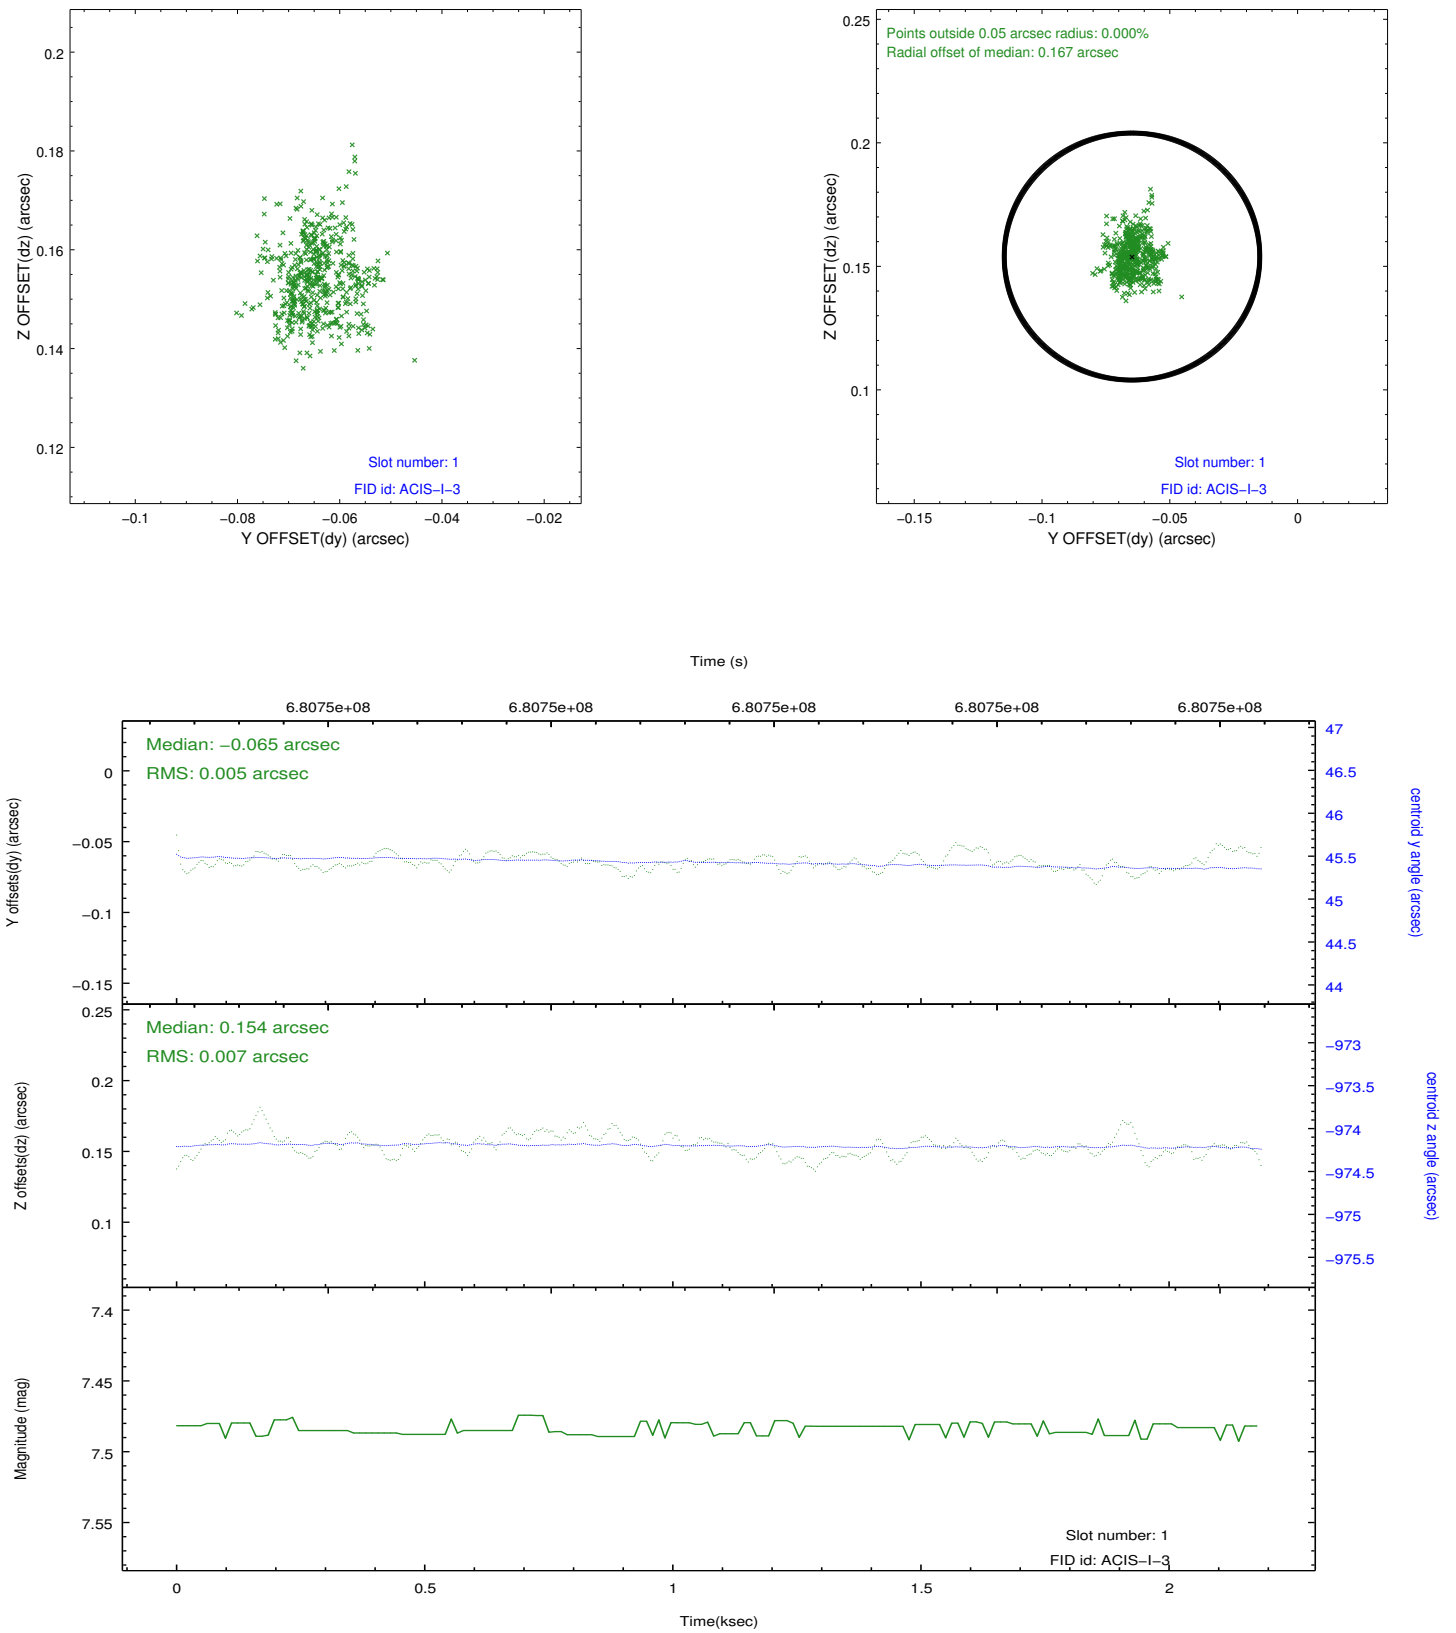 0.2
0.18
0.16
0.14
0.12
Z OFFSET(dz) (arcsec)
Slot number: 1
FID id: ACIS−I−3
−0.1
−0.08
−0.06
−0.04
−0.02
Y OFFSET(dy) (arcsec)
0.25
0.2
0.15
0.1
Z OFFSET(dz) (arcsec)
Points outside 0.05 arcsec radius: 0.000%
Radial offset of median: 0.167 arcsec
Slot number: 1
FID id: ACIS−I−3
−0.15
−0.1
−0.05
0
Y OFFSET(dy) (arcsec)
Time (s)
6.8075e+08
6.8075e+08
6.8075e+08
6.8075e+08
6.8075e+08
Median: −0.065 arcsec
RMS: 0.005 arcsec
0
−0.05
−0.1
−0.15
Y offsets(dy) (arcsec)
47
46.5
46
45.5
45
44.5
44
centroid y angle (arcsec)
Median: 0.154 arcsec
RMS: 0.007 arcsec
0.25
0.2
0.15
0.1
Z offsets(dz) (arcsec)
−973
−973.5
−974
−974.5
−975
−975.5
centroid z angle (arcsec)
7.4
7.45
7.5
7.55
Magnitude (mag)
Slot number: 1
FID id: ACIS−I−3
0
0.5
1
1.5
2
Time(ksec)